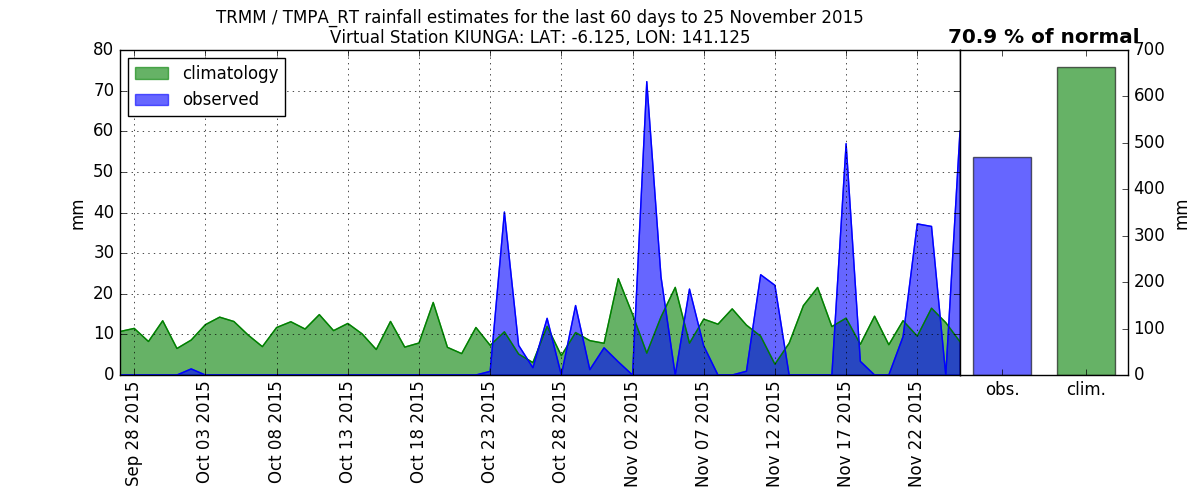 TRMM / TMPA_RT rainfall estimates for the last 60 days to 25 November 2015
Virtual Station KIUNGA: LAT: -6.125, LON: 141.125
70.9 % of normal
climatology
observed
mm
80
70
60
50
40
30
20
10
0
Sep 28 2015
Oct 03 2015
Oct 08 2015
Oct 13 2015
Oct 18 2015
Oct 23 2015
Oct 28 2015
Nov 02 2015
Nov 07 2015
Nov 12 2015
Nov 17 2015
Nov 22 2015
obs.
clim.
700
600
500
400
300
200
100
0
mm